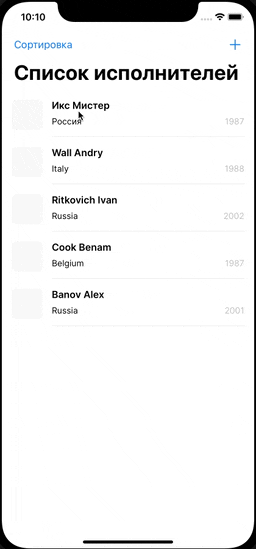 10:10
Сортировка +
Список исполнителей
Икс Мистер
Россия 1987
Wall Andry
Italy 1988
Ritkovich Ivan
Russia 2002
Cook Benam
Belgium 1987
Banov Alex
Russia 2001